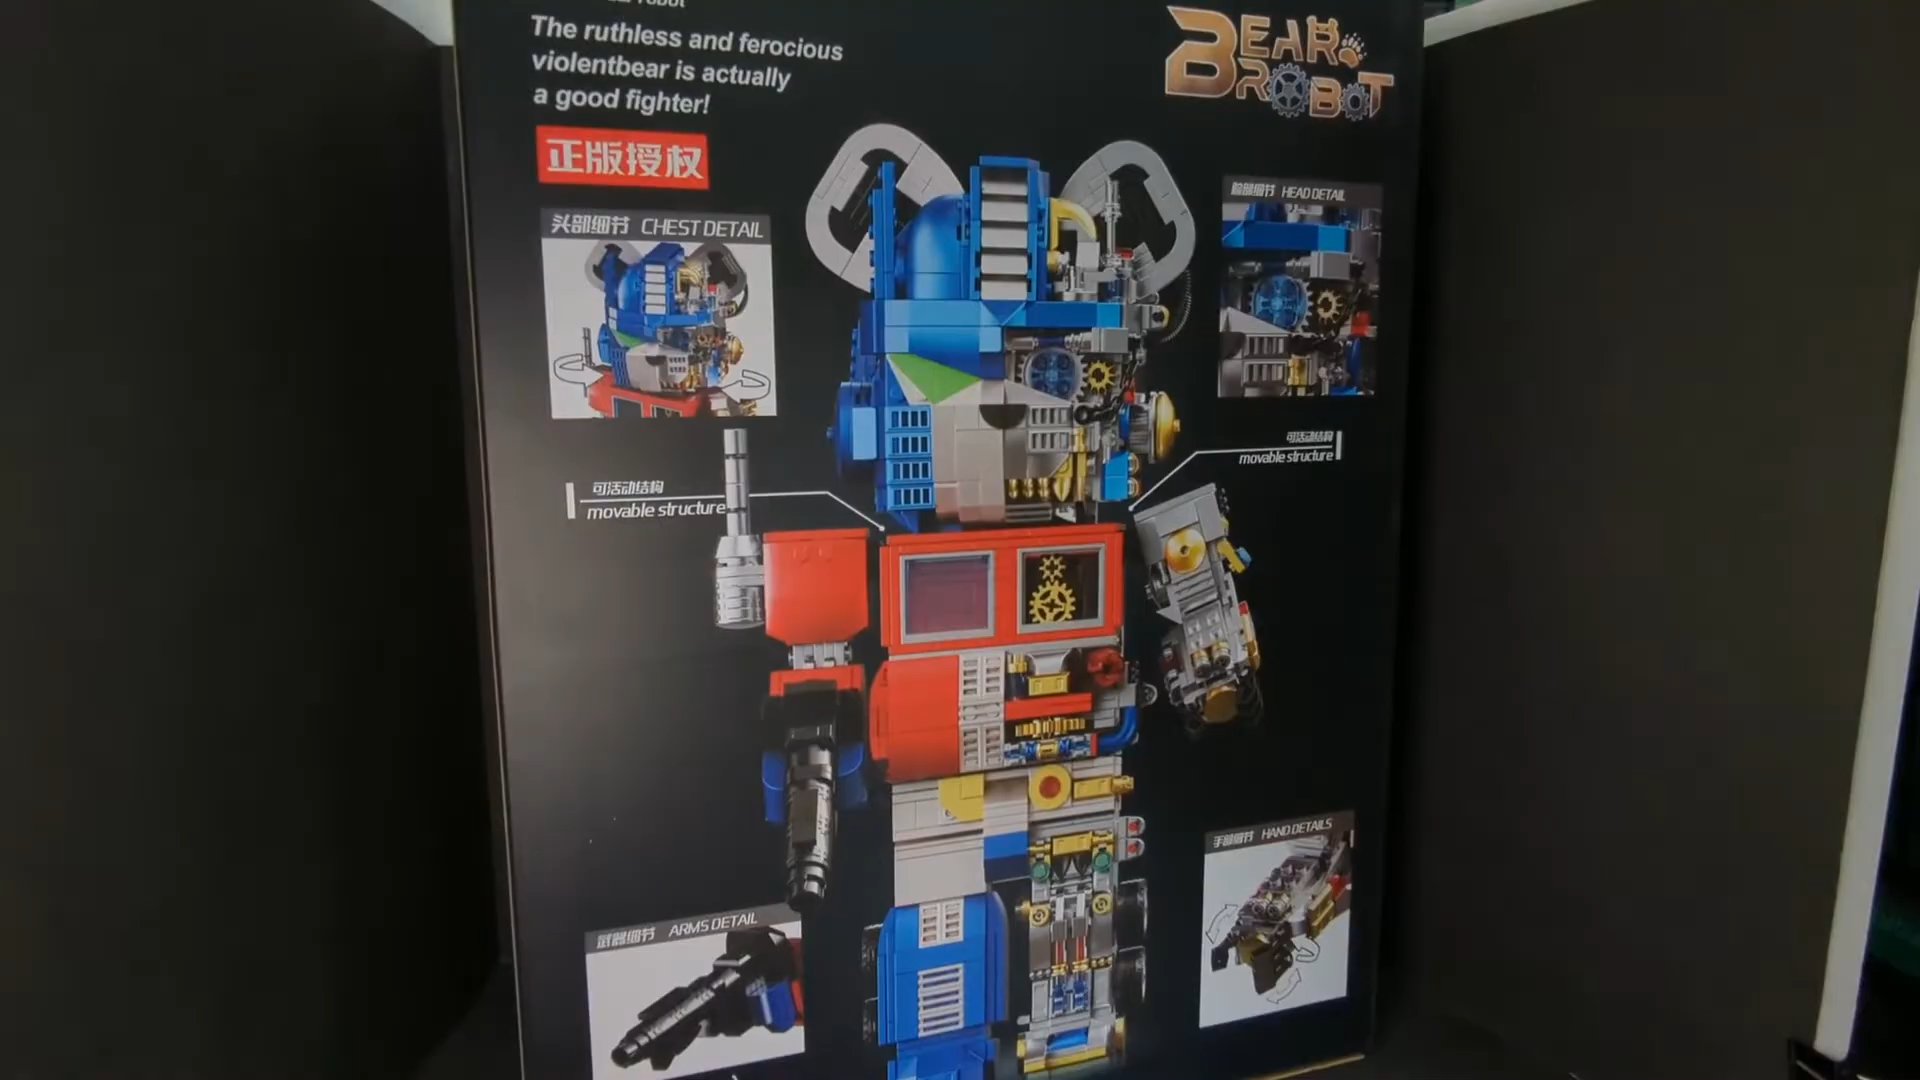 robot
The ruthless and ferocious
violentbear is actually
a good fighter!
BEAR
ROBOT
正版授权
头部细节 CHEST DETAIL
脸部细节 HEAD DETAIL
可活动结构
movable structure
可活动结构
movable structure
手部细节 HAND DETAILS
武器细节 ARMS DETAIL